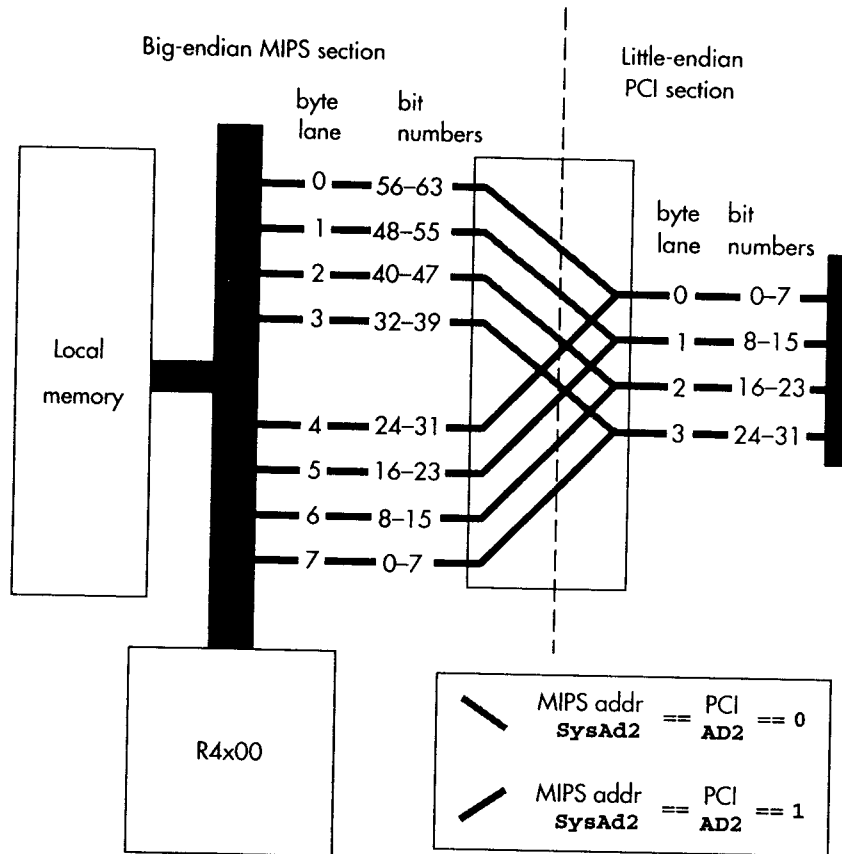 Big-endian MIPS section
Little-endian
PCI section
byte bit
lane numbers
0 56–63
1 48–55
2 40–47
3 32–39
4 24–31
5 16–23
6 8–15
7 0–7
byte bit
lane numbers
0 0–7
1 8–15
2 16–23
3 24–31
Local
memory
R4x00
MIPS addr PCI
SysAd2 == AD2 == 0
MIPS addr PCI
SysAd2 == AD2 == 1